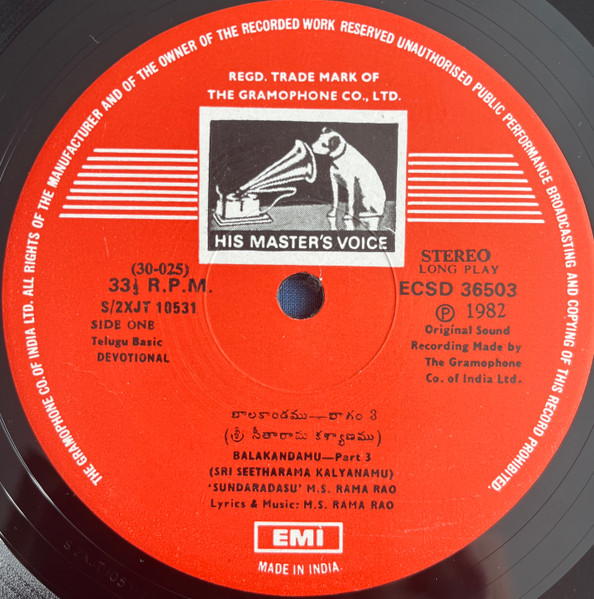 THE GRAMOPHONE CO. OF INDIA LTD. ALL RIGHTS OF THE MANUFACTURER AND OF THE OWNER OF THE RECORDED WORK RESERVED UNAUTHORISED PUBLIC PERFORMANCE BROADCASTING AND COPYING OF THIS RECORD PROHIBITED.
REGD. TRADE MARK OF
THE GRAMOPHONE CO., LTD.
HIS MASTER'S VOICE
(30-025)
33⅓ R.P.M.
S/2XJT 10531
SIDE ONE
Telugu Basic
DEVOTIONAL
STEREO
LONG PLAY
ECSD 36503
Ⓟ 1982
Original Sound
Recording Made by
The Gramophone
Co. of India Ltd.
బాలకాండము—భాగం 3
(శ్రీ సీతారామ కళ్యాణము)
BALAKANDAMU—Part 3
(SRI SEETHARAMA KALYANAMU)
'SUNDARADASU' M.S. RAMA RAO
Lyrics & Music: M.S. RAMA RAO
EMI
MADE IN INDIA.